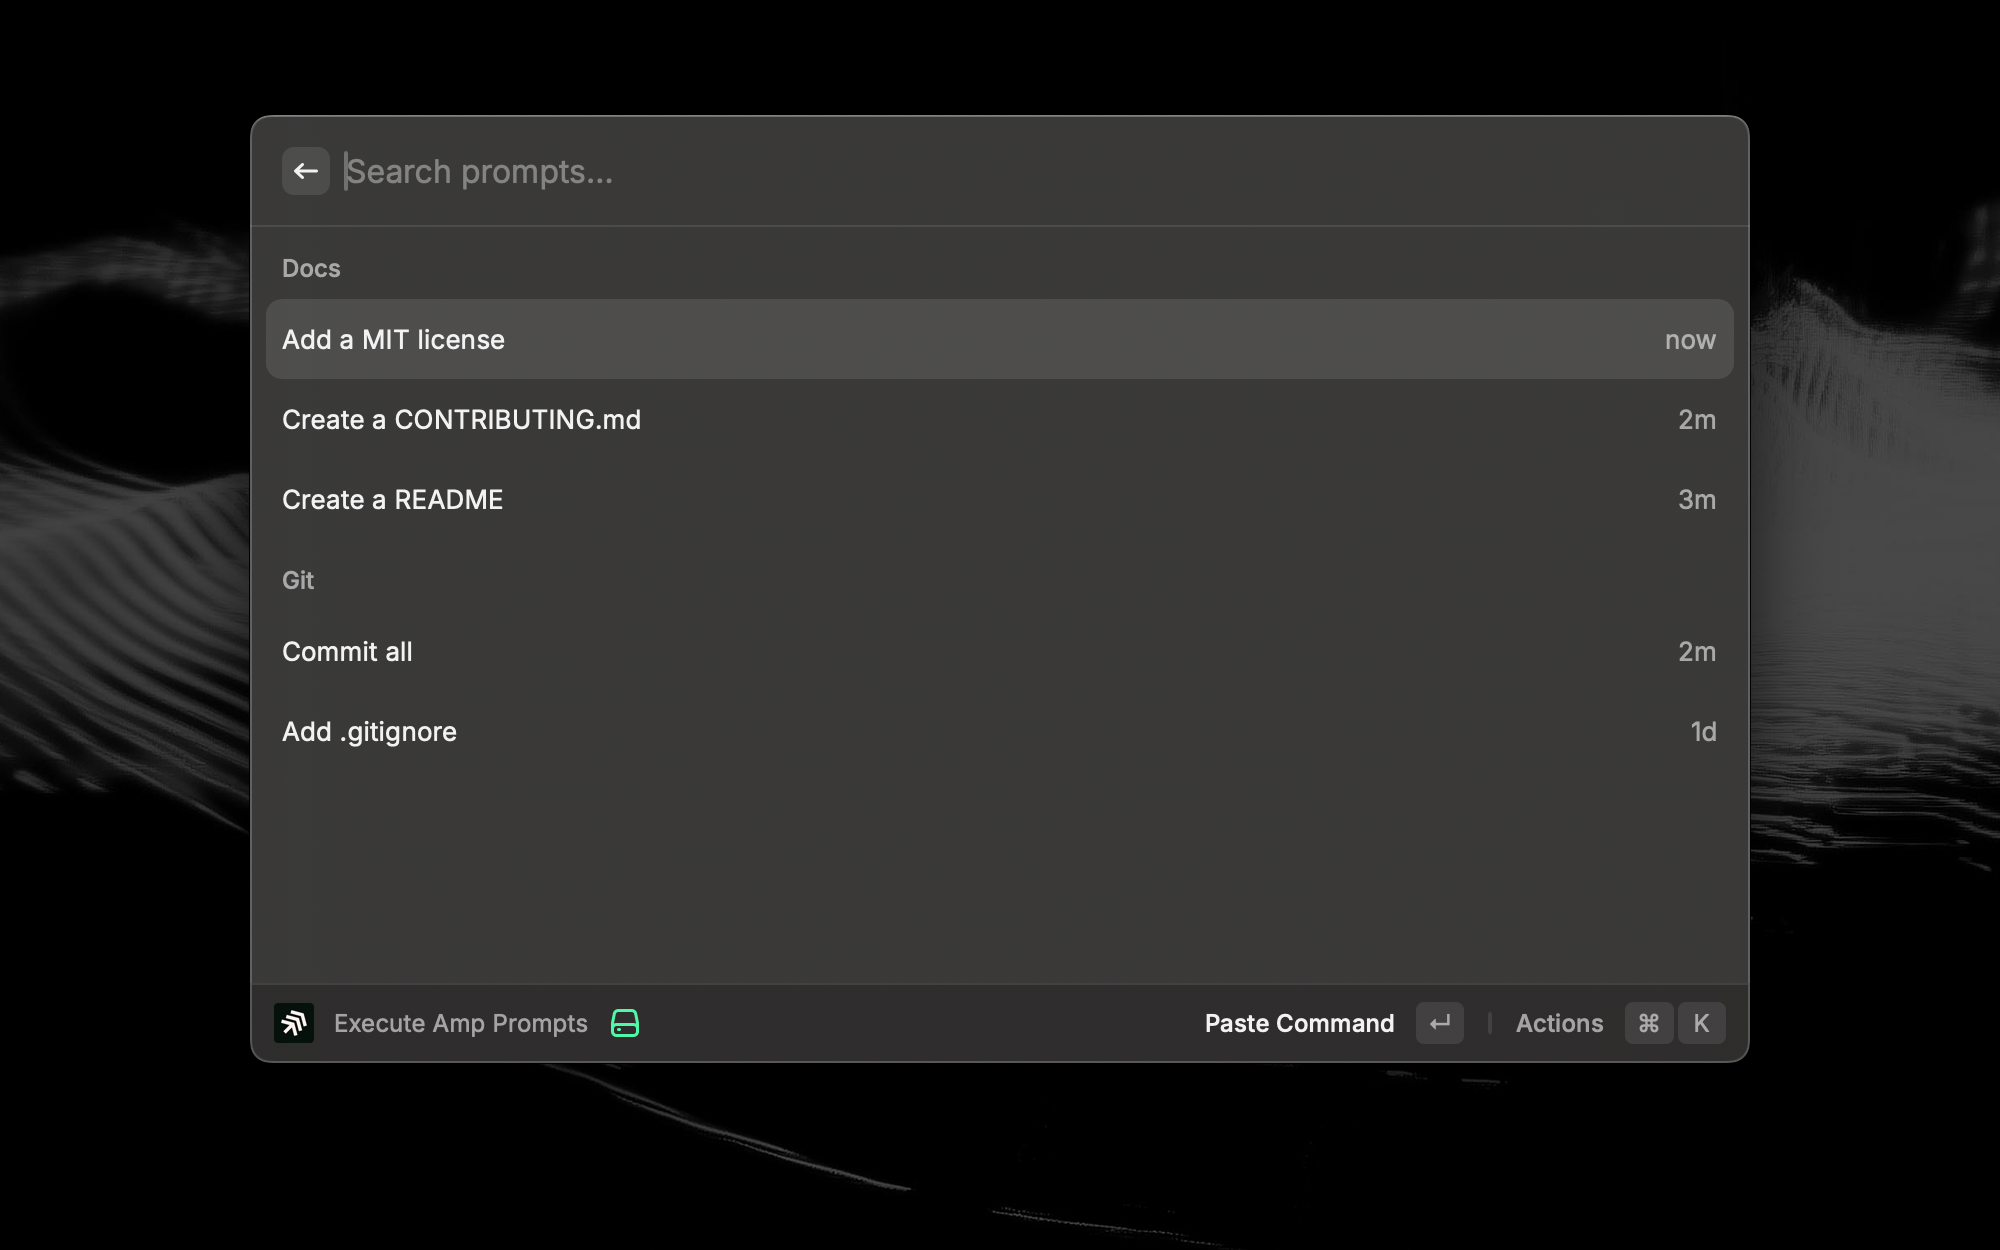 Search prompts...
Docs
Add a MIT license now
Create a CONTRIBUTING.md 2m
Create a README 3m
Git
Commit all 2m
Add .gitignore 1d
Execute Amp Prompts Paste Command ↵ Actions ⌘ K